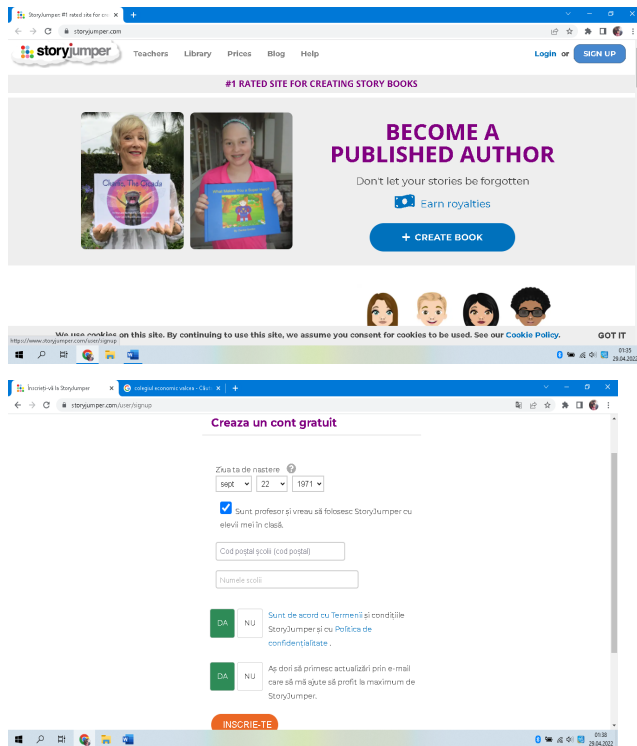 StoryJumper: #1 rated site for cre
storyjumper.com
storyjumper
Teachers Library Prices Blog Help
Login or SIGN UP
#1 RATED SITE FOR CREATING STORY BOOKS
BECOME A
PUBLISHED AUTHOR
Don't let your stories be forgotten
Earn royalties
+ CREATE BOOK
We use cookies on this site. By continuing to use this site, we assume you consent for cookies to be used. See our Cookie Policy. GOT IT
https://www.storyjumper.com/user/signup
01:35
29.04.2022
Înscrieți-vă la StoryJumper
colegiul economic valcea - Cău
storyjumper.com/user/signup
Creaza un cont gratuit
Ziua ta de nastere ?
sept 22 1971
Sunt profesor și vreau să folosesc StoryJumper cu
elevii mei în clasă.
Cod poștal școlii (cod poștal)
Numele scolii
DA NU
Sunt de acord cu Termenii și condițiile
StoryJumper și cu Politica de
confidențialitate .
DA NU
Aș dori să primesc actualizări prin e-mail
care să mă ajute să profit la maximum de
StoryJumper.
INSCRIE-TE
01:38
29.04.2022